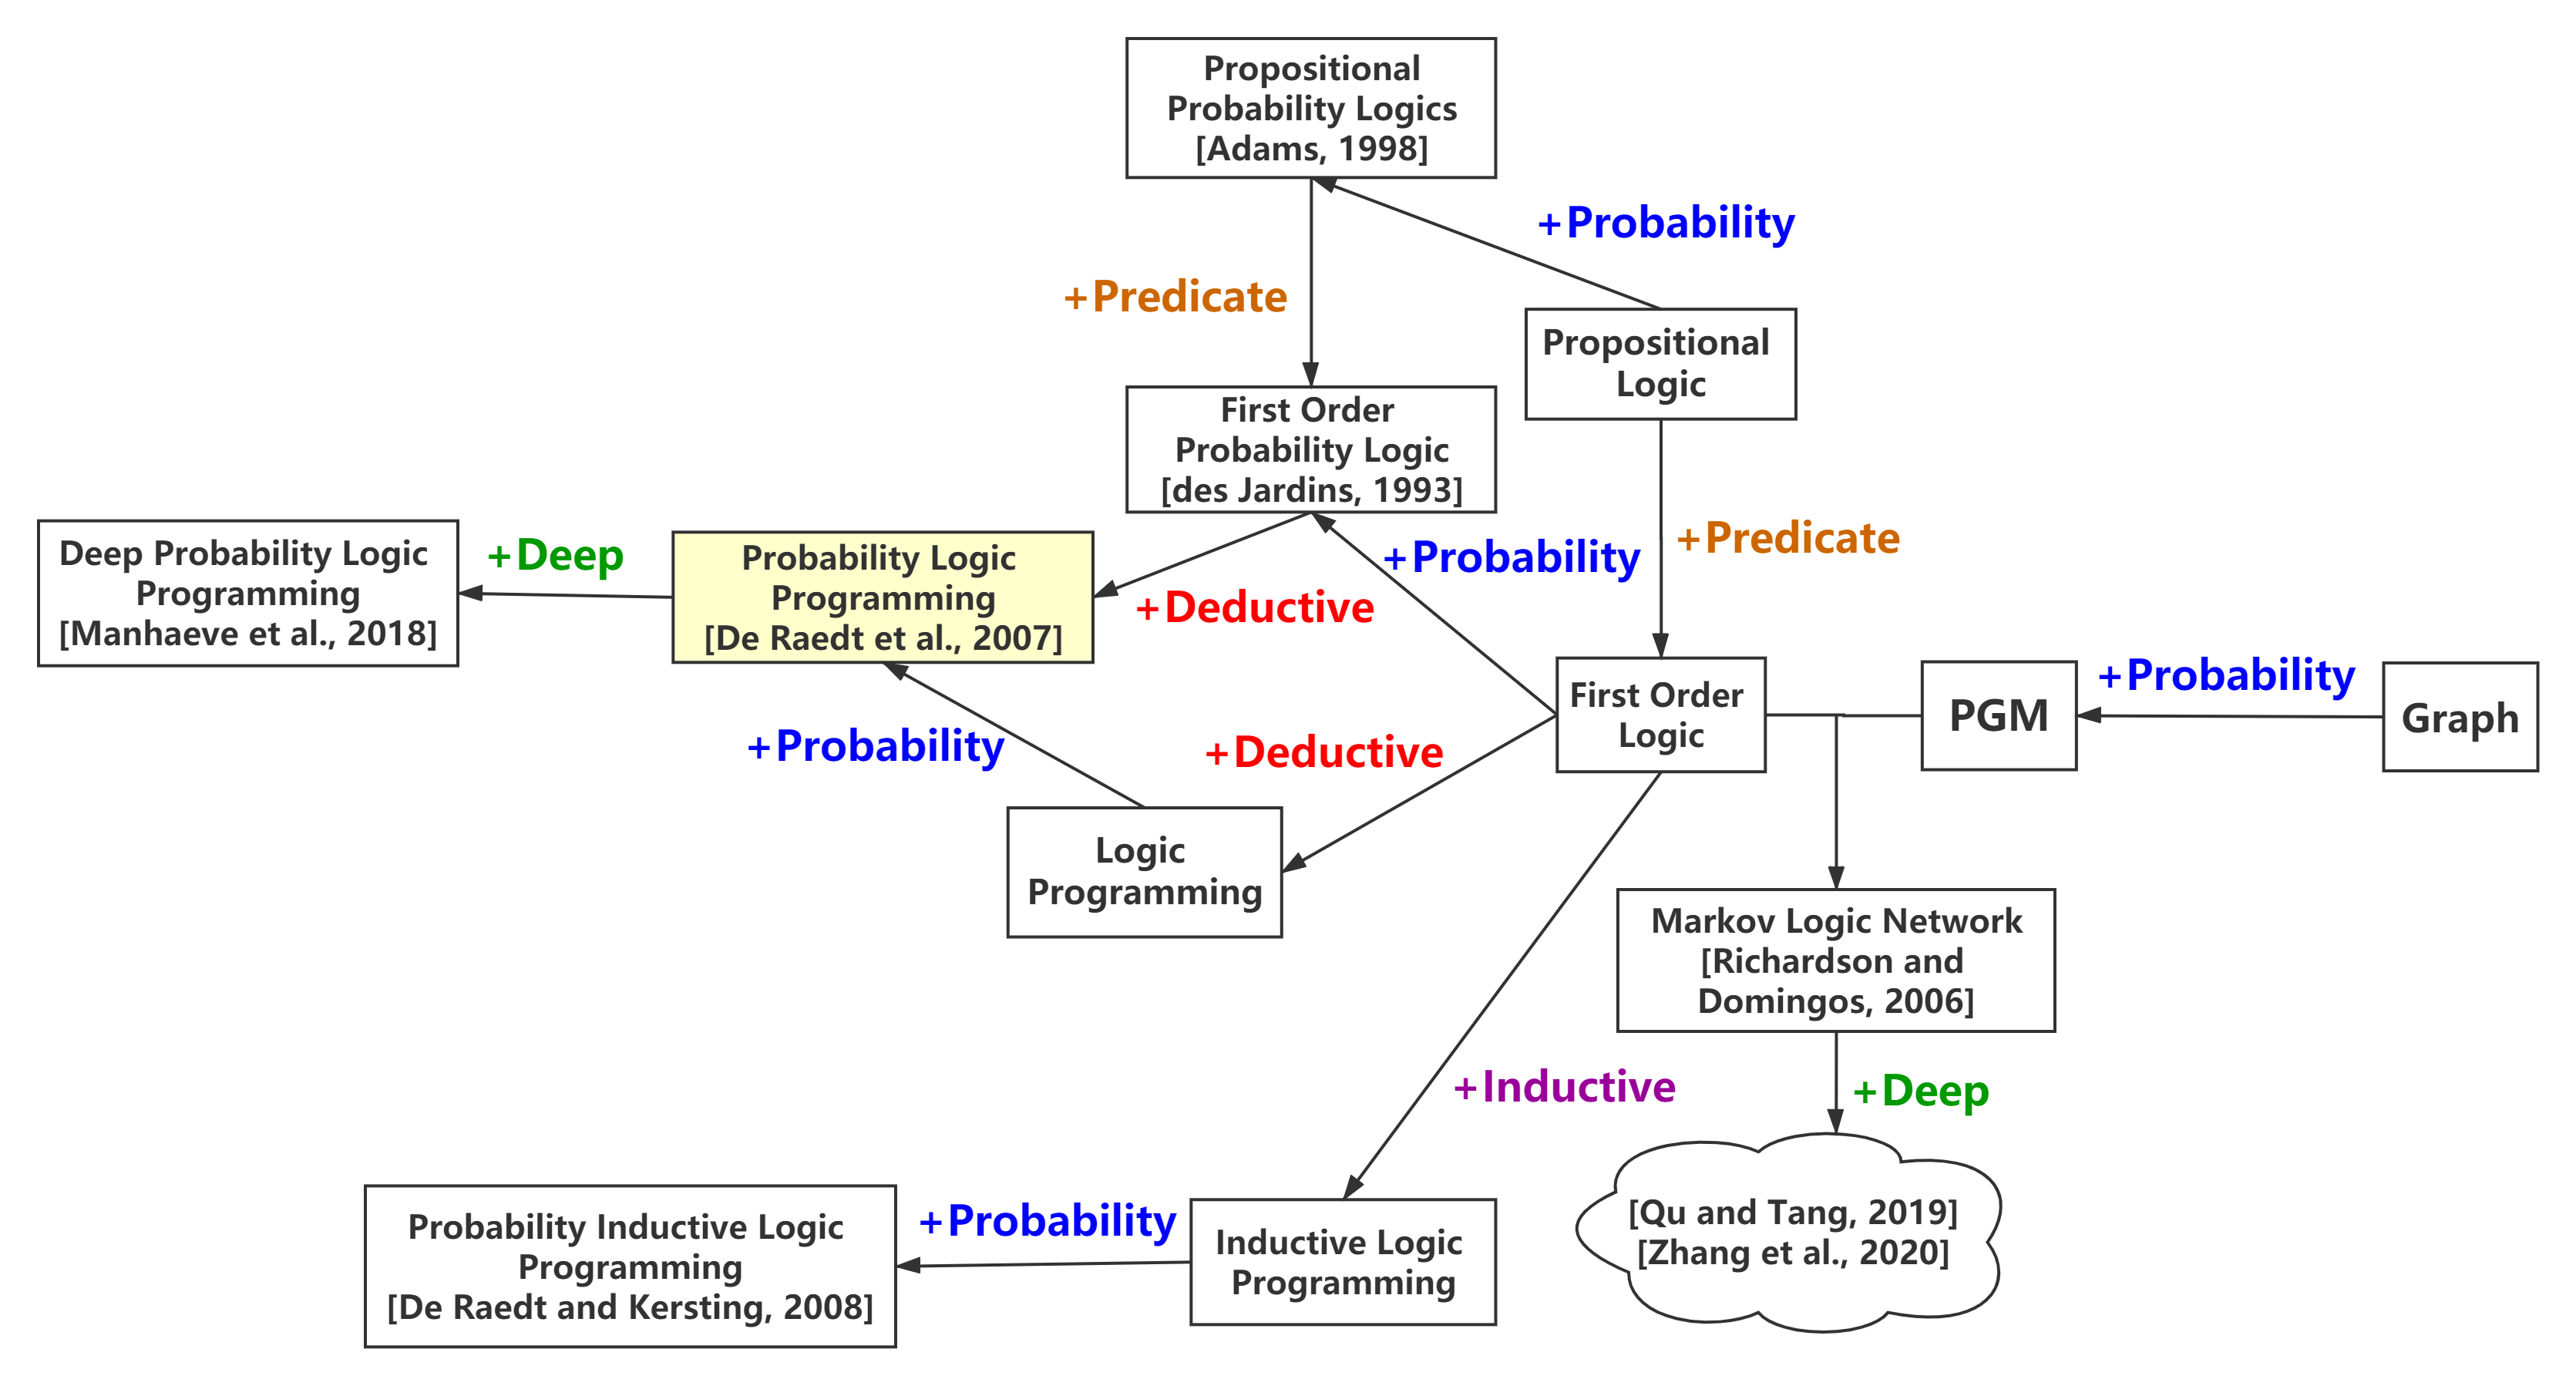 Propositional
Probability Logics
[Adams, 1998]
+Probability
+Predicate
Propositional
Logic
First Order
Probability Logic
[des Jardins, 1993]
+Predicate
+Probability
Deep Probability Logic
Programming
[Manhaeve et al., 2018]
+Deep
Probability Logic
Programming
[De Raedt et al., 2007]
+Deductive
First Order
Logic
PGM
+Probability
Graph
+Probability
+Deductive
Logic
Programming
Markov Logic Network
[Richardson and
Domingos, 2006]
+Inductive
+Deep
Probability Inductive Logic
Programming
[De Raedt and Kersting, 2008]
+Probability
Inductive Logic
Programming
[Qu and Tang, 2019]
[Zhang et al., 2020]